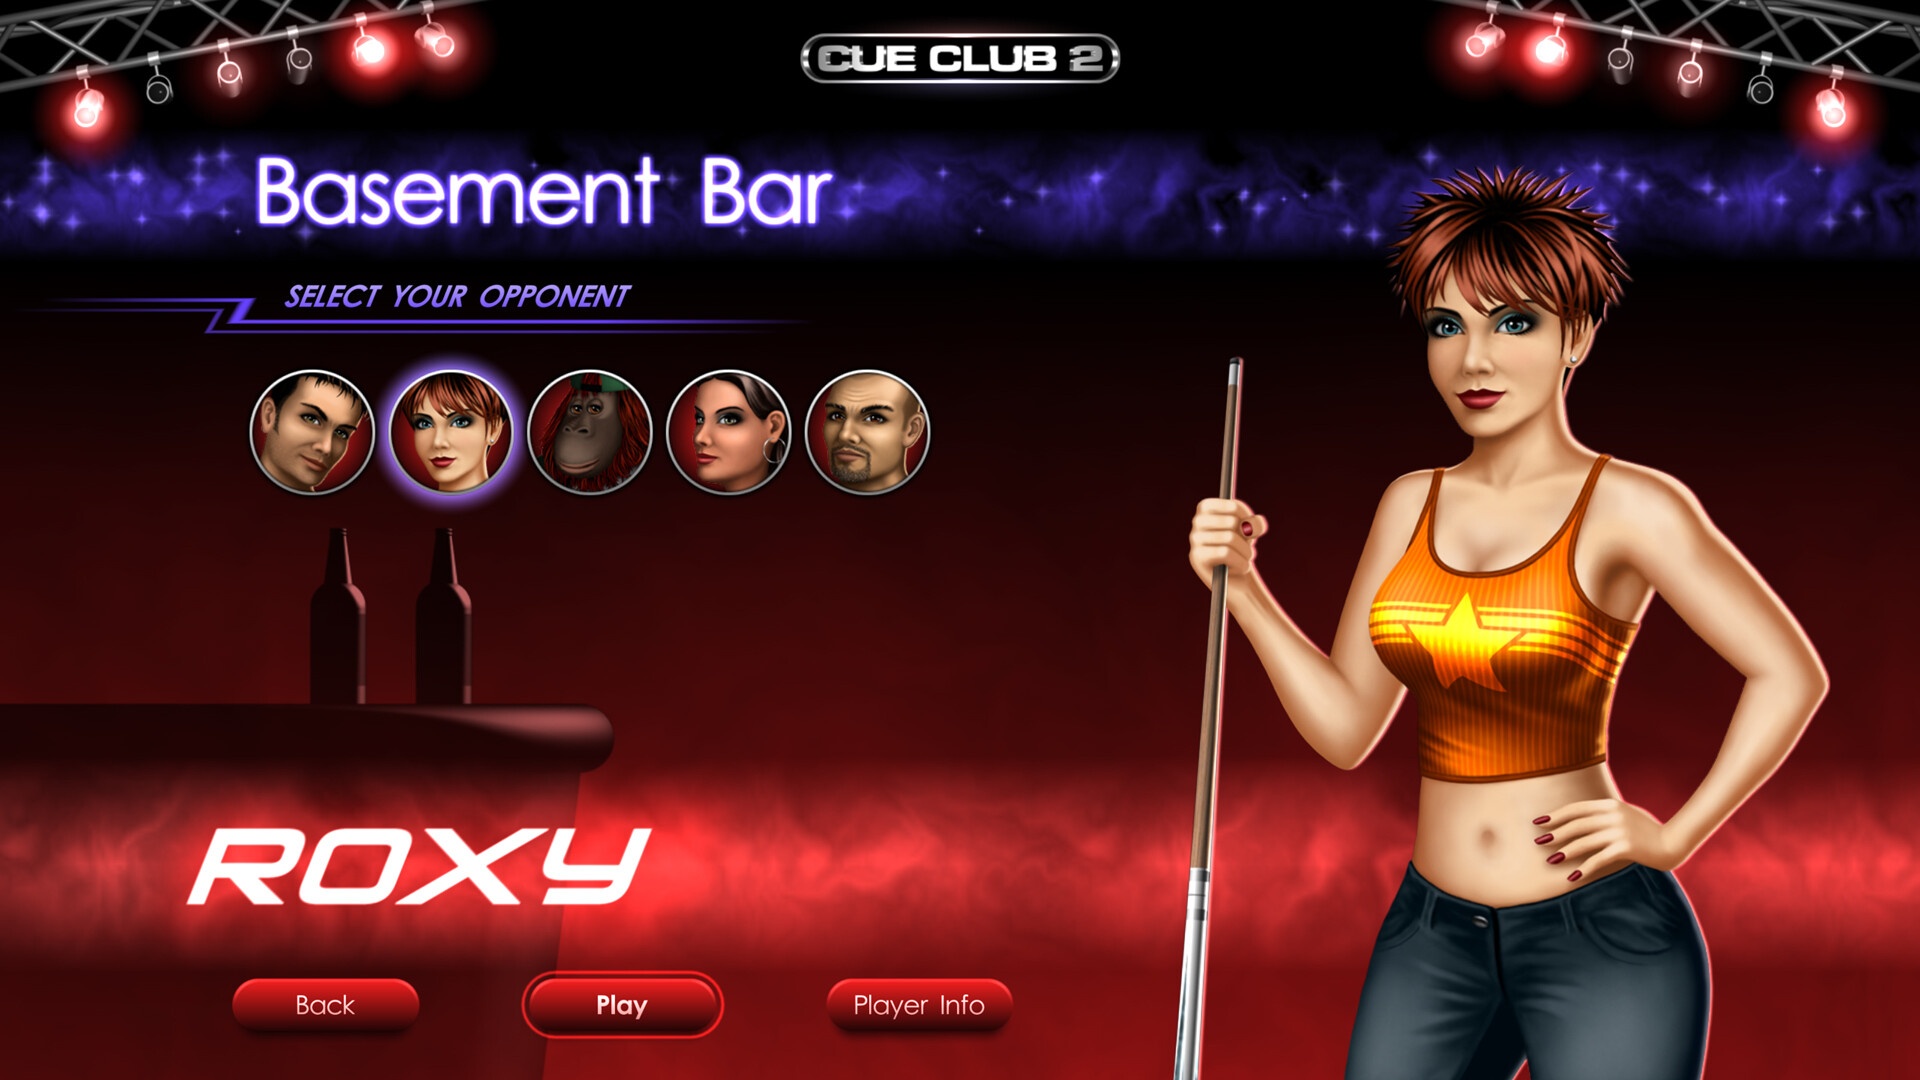 CUE CLUB 2
Basement Bar
SELECT YOUR OPPONENT
ROXY
Back
Play
Player Info